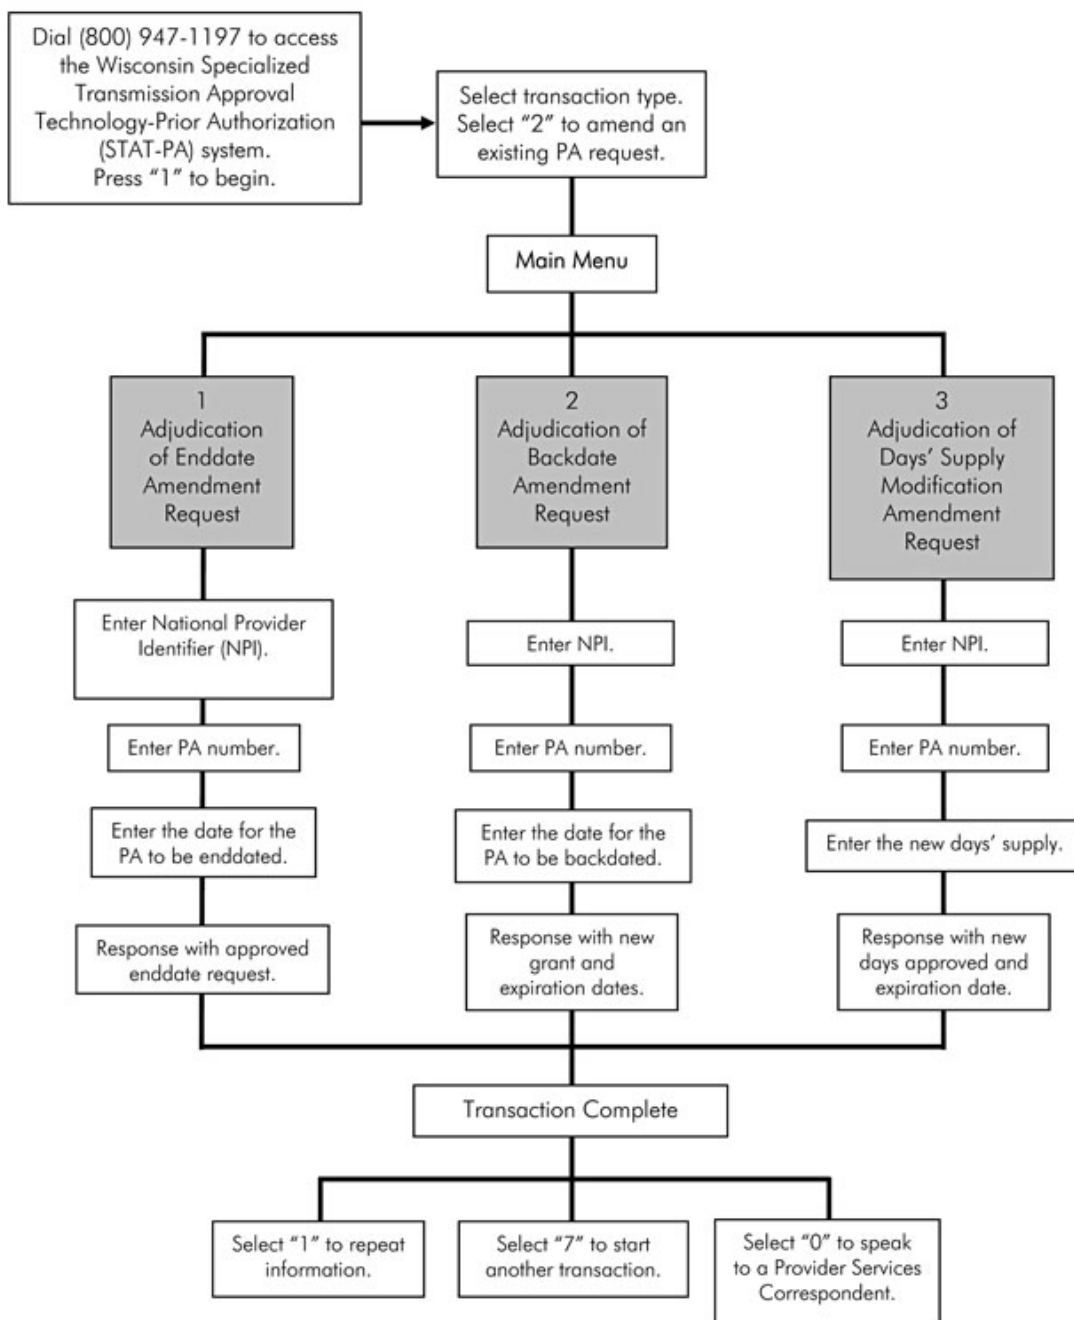 Dial (800) 947-1197 to access
the Wisconsin Specialized
Transmission Approval
Technology-Prior Authorization
(STAT-PA) system.
Press “1” to begin.
Select transaction type.
Select “2” to amend an
existing PA request.
Main Menu
1
Adjudication
of Enddate
Amendment
Request
2
Adjudication of
Backdate
Amendment
Request
3
Adjudication of
Days’ Supply
Modification
Amendment
Request
Enter National Provider
Identifier (NPI).
Enter NPI.
Enter NPI.
Enter PA number.
Enter PA number.
Enter PA number.
Enter the date for the
PA to be enddated.
Enter the date for the
PA to be backdated.
Enter the new days’ supply.
Response with approved
enddate request.
Response with new
grant and
expiration dates.
Response with new
days approved and
expiration date.
Transaction Complete
Select “1” to repeat
information.
Select “7” to start
another transaction.
Select “0” to speak
to a Provider Services
Correspondent.